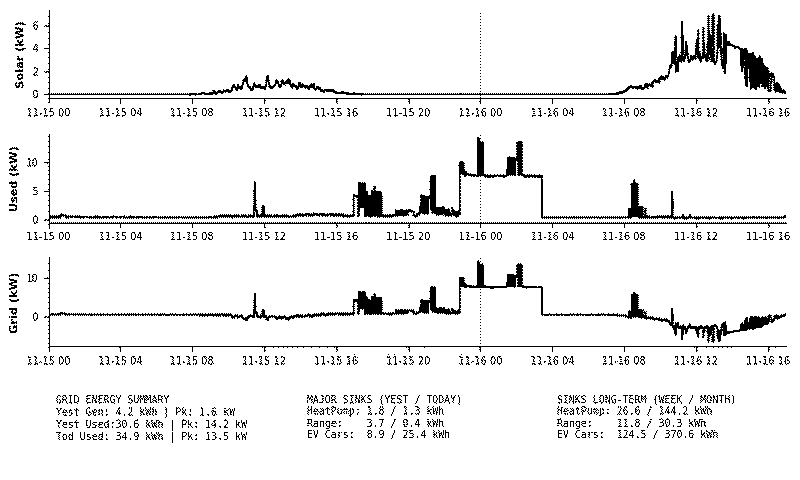 Solar (kW)
6
4
2
0
11-15 00 11-15 04 11-15 08 11-15 12 11-15 16 11-15 20 11-16 00 11-16 04 11-16 08 11-16 12 11-16 16
Used (kW)
10
5
0
11-15 00 11-15 04 11-15 08 11-15 12 11-15 16 11-15 20 11-16 00 11-16 04 11-16 08 11-16 12 11-16 16
Grid (kW)
10
0
11-15 00 11-15 04 11-15 08 11-15 12 11-15 16 11-15 20 11-16 00 11-16 04 11-16 08 11-16 12 11-16 16
GRID ENERGY SUMMARY
Yest Gen: 4.2 kWh | Pk: 1.6 kW
Yest Used:30.6 kWh | Pk: 14.2 kW
Tod Used: 34.9 kWh | Pk: 13.5 kW
MAJOR SINKS (YEST / TODAY)
HeatPump: 1.8 / 1.3 kWh
Range: 3.7 / 0.4 kWh
EV Cars: 8.9 / 25.4 kWh
SINKS LONG-TERM (WEEK / MONTH)
HeatPump: 26.6 / 144.2 kWh
Range: 11.8 / 30.3 kWh
EV Cars: 124.5 / 370.6 kWh